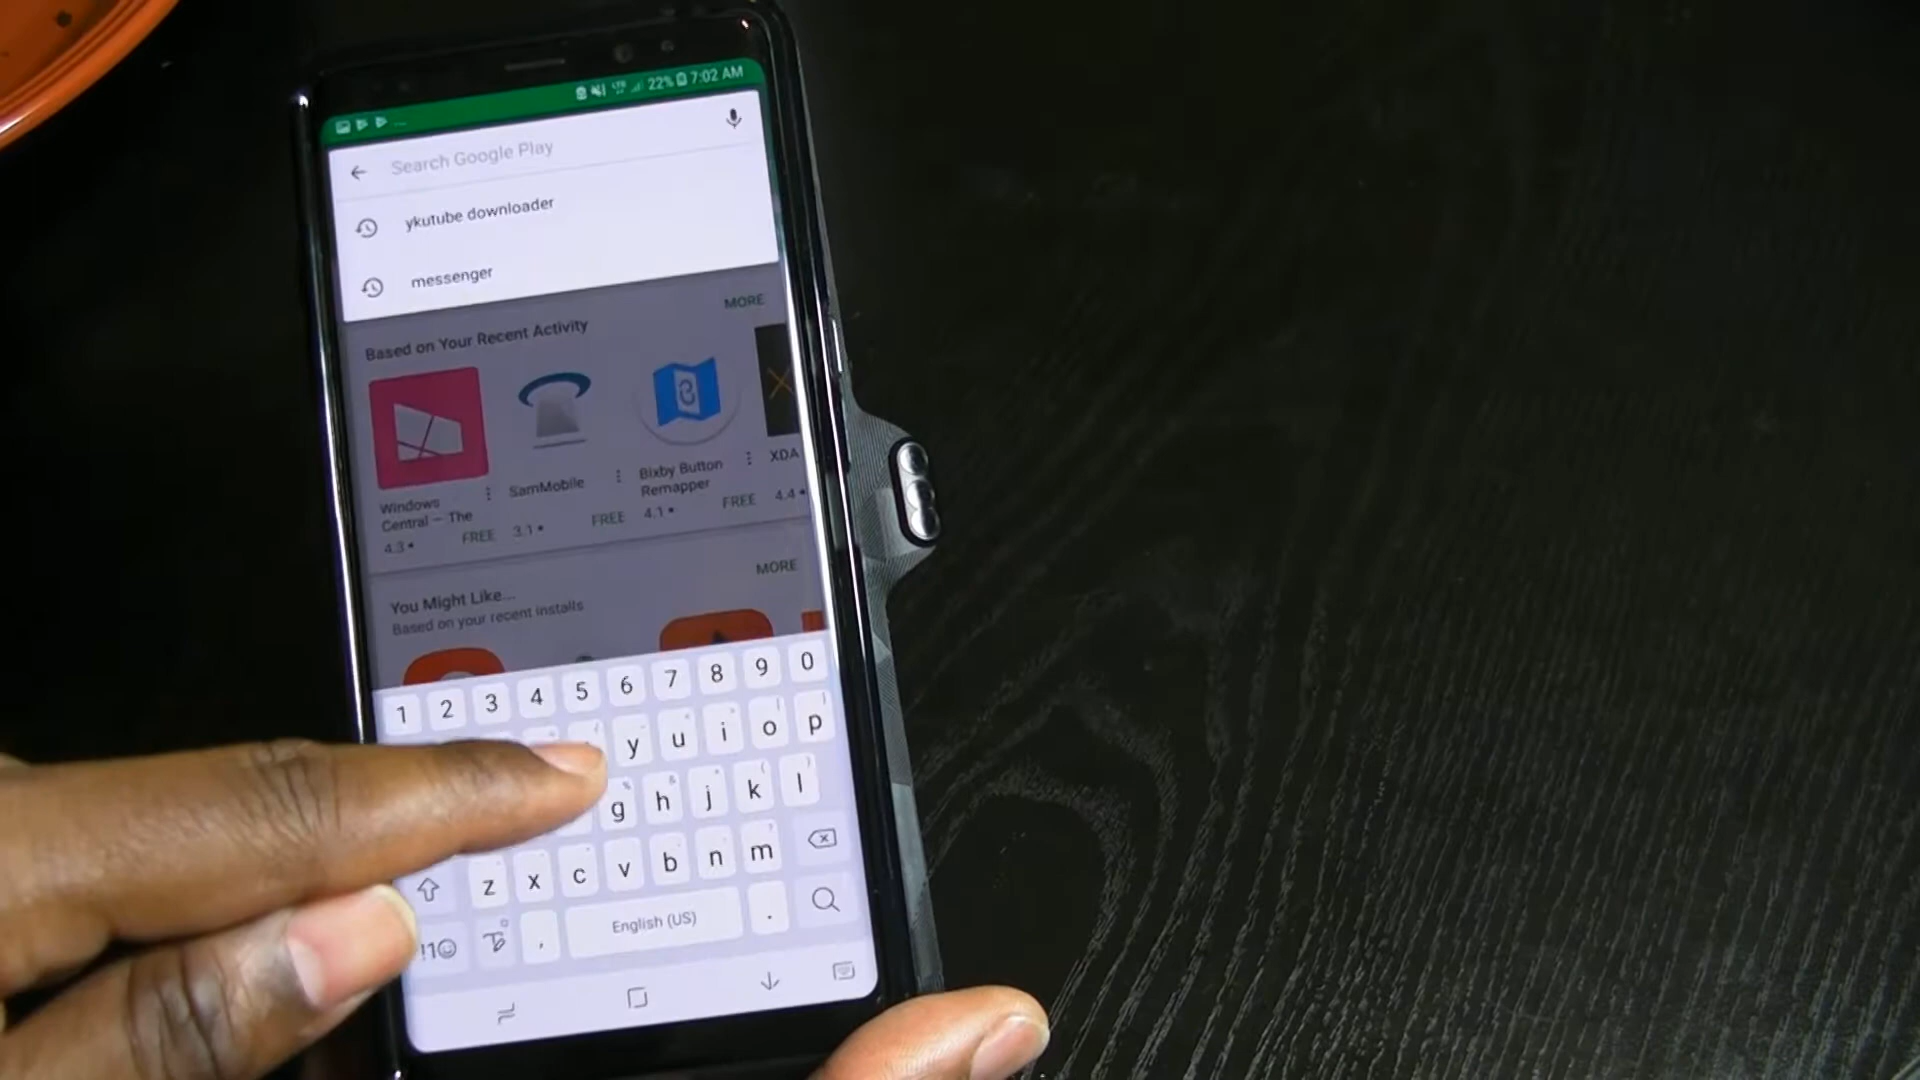 LTE 22% 7:02 AM
Search Google Play
ykutube downloader
messenger
MORE
Based on Your Recent Activity
Windows
Central – The
4.3 FREE
SamMobile
3.1 FREE
Bixby Button
Remapper
4.1 FREE
XDA
4.4
MORE
You Might Like...
Based on your recent installs
1 2 3 4 5 6 7 8 9 0
y u i o p
g h j k l
z x c v b n m
!1☺ , English (US) .